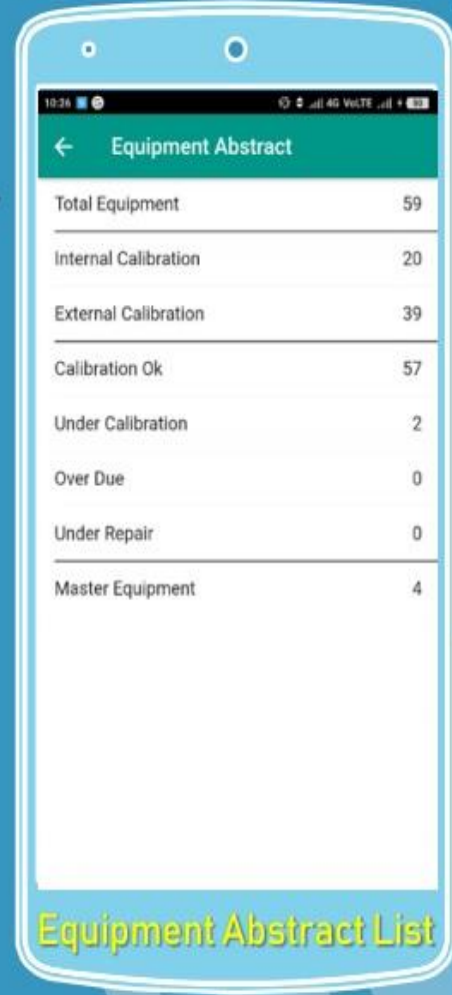 10:26 4G VoLTE
← Equipment Abstract
Total Equipment 59
Internal Calibration 20
External Calibration 39
Calibration Ok 57
Under Calibration 2
Over Due 0
Under Repair 0
Master Equipment 4
Equipment Abstract List